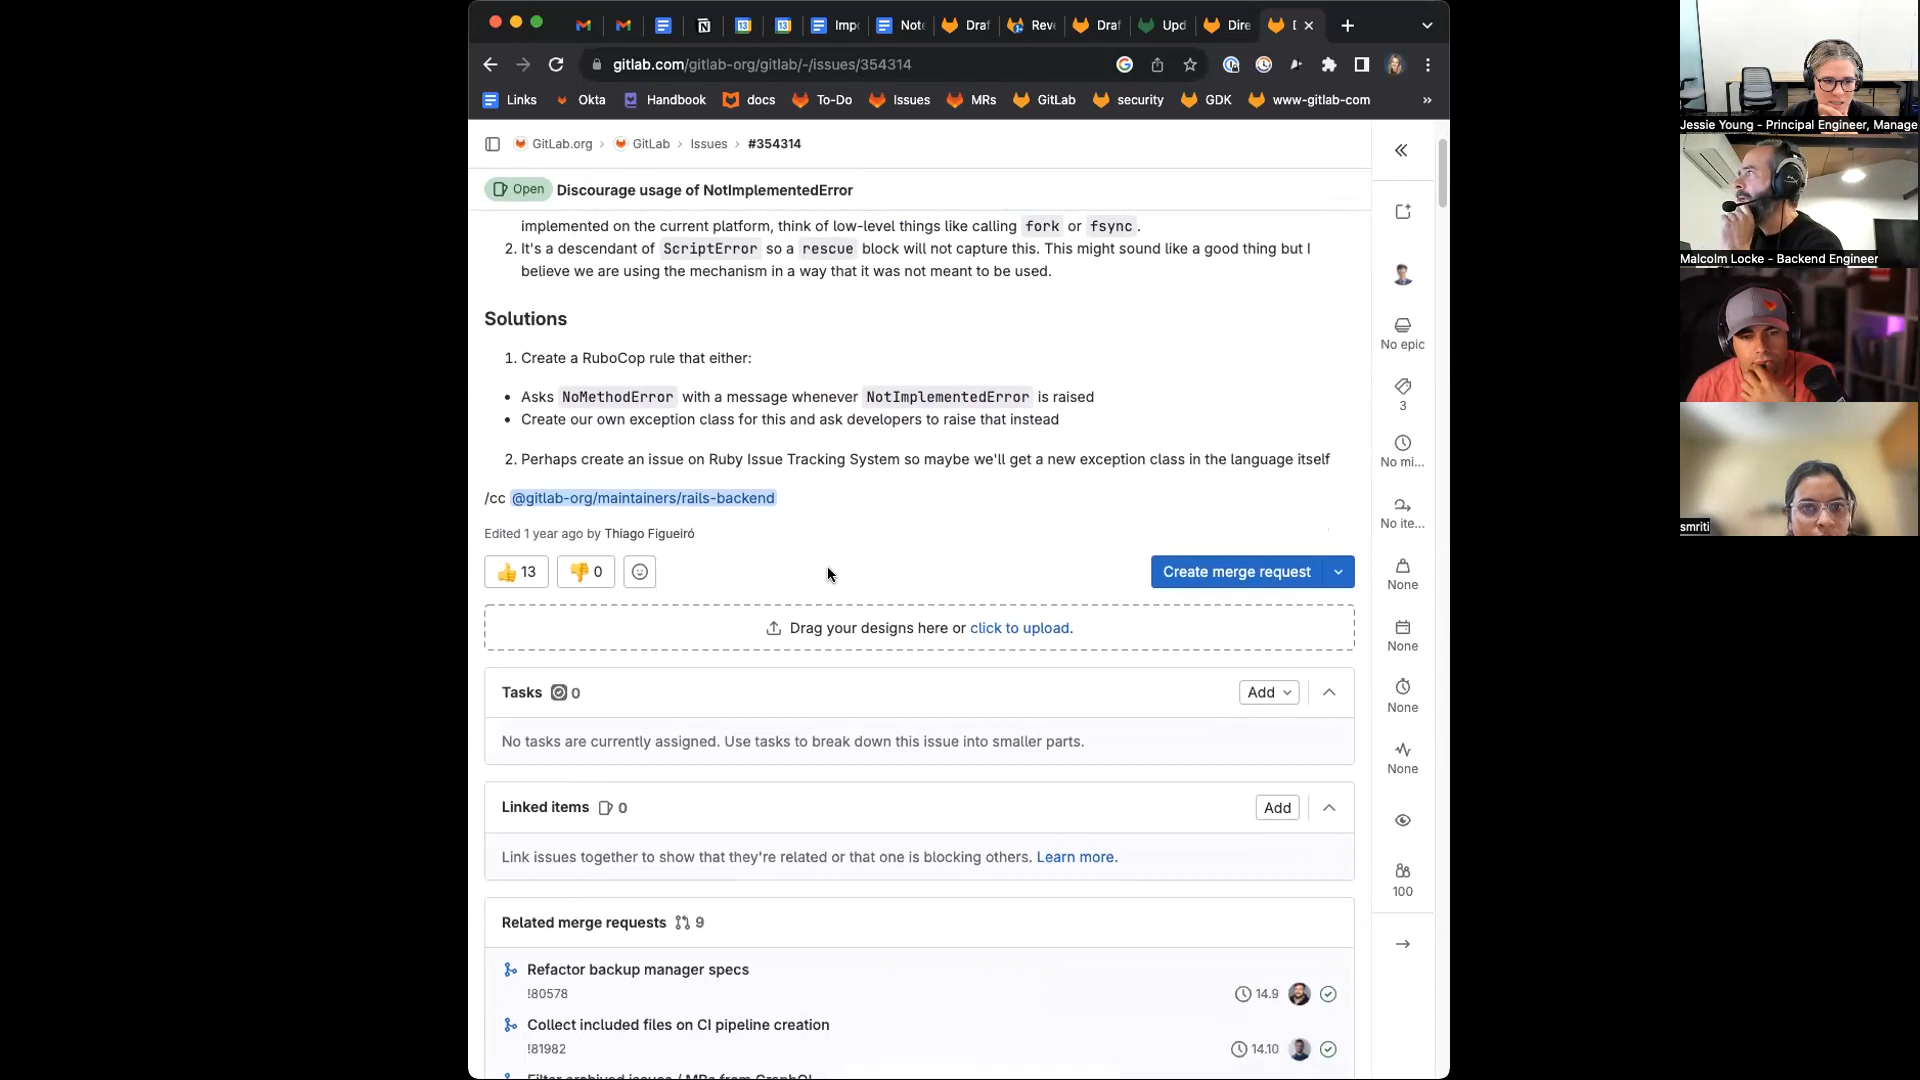 Imp
Note
Draf
Rev
Draf
Upd
Dire
D
gitlab.com/gitlab-org/gitlab/-/issues/354314
Links
Okta
Handbook
docs
To-Do
Issues
MRs
GitLab
security
GDK
www-gitlab-com
»
GitLab.org › GitLab › Issues › #354314
Open Discourage usage of NotImplementedError
implemented on the current platform, think of low-level things like calling fork or fsync.
2. It's a descendant of ScriptError so a rescue block will not capture this. This might sound like a good thing but I
believe we are using the mechanism in a way that it was not meant to be used.
Solutions
1. Create a RuboCop rule that either:
• Asks NoMethodError with a message whenever NotImplementedError is raised
• Create our own exception class for this and ask developers to raise that instead
2. Perhaps create an issue on Ruby Issue Tracking System so maybe we'll get a new exception class in the language itself
/cc @gitlab-org/maintainers/rails-backend
Edited 1 year ago by Thiago Figueiró
👍 13 👎 0
Create merge request
Drag your designs here or click to upload.
Tasks 0
Add
No tasks are currently assigned. Use tasks to break down this issue into smaller parts.
Linked items 0
Add
Link issues together to show that they're related or that one is blocking others. Learn more.
Related merge requests 9
Refactor backup manager specs
!80578
14.9
Collect included files on CI pipeline creation
!81982
14.10
Filter archived issues / MRs from GraphQL
No epic
3
No mi...
No ite...
None
None
None
None
100
Jessie Young - Principal Engineer, Manage
Malcolm Locke - Backend Engineer
smriti